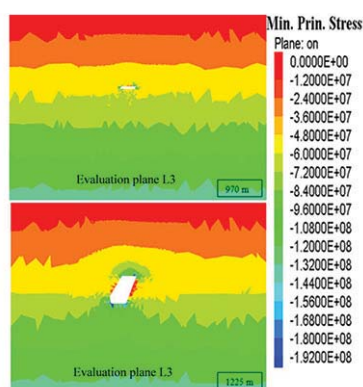 Min. Prin. Stress
Plane: on
0.0000E+00
-1.2000E+07
-2.4000E+07
-3.6000E+07
-4.8000E+07
-6.0000E+07
-7.2000E+07
-8.4000E+07
-9.6000E+07
-1.0800E+08
-1.2000E+08
-1.3200E+08
-1.4400E+08
-1.5600E+08
-1.6800E+08
-1.8000E+08
-1.9200E+08
Evaluation plane L3
970 m
Evaluation plane L3
1225 m